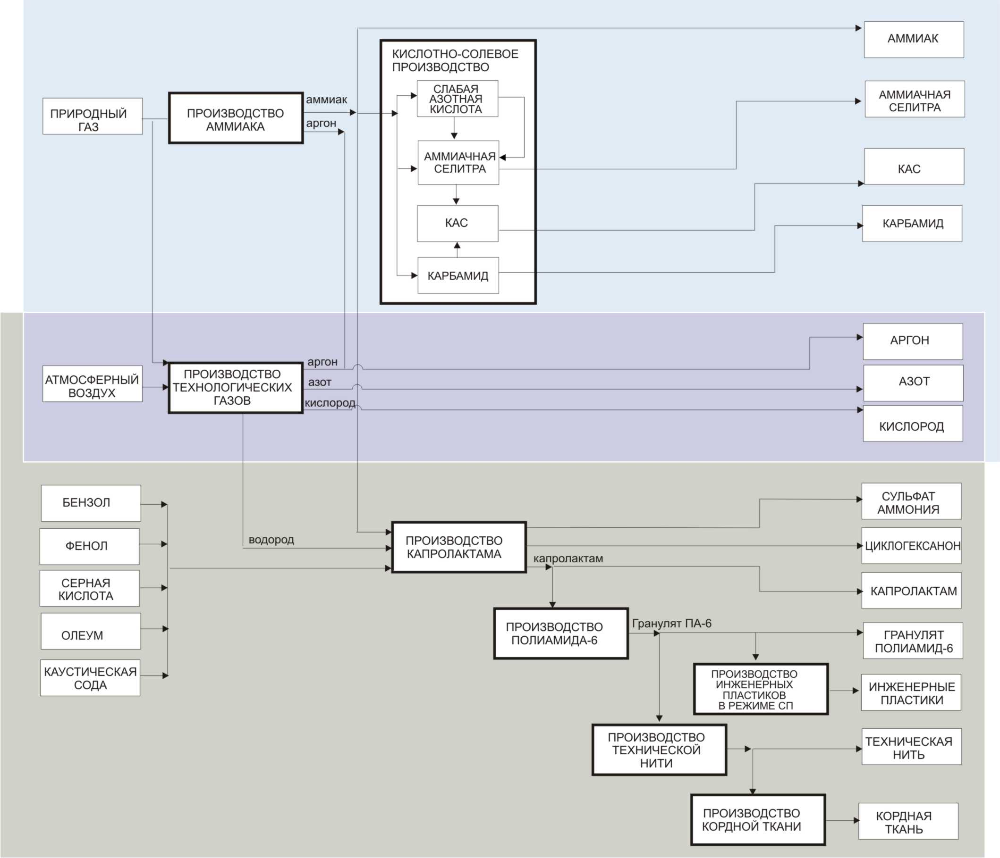 АММИАК
КИСЛОТНО-СОЛЕВОЕ
ПРОИЗВОДСТВО
СЛАБАЯ
АЗОТНАЯ
КИСЛОТА
АММИАЧНАЯ
СЕЛИТРА
ПРИРОДНЫЙ
ГАЗ
ПРОИЗВОДСТВО
АММИАКА
аммиак
аргон
АММИАЧНАЯ
СЕЛИТРА
КАС
КАС
КАРБАМИД
КАРБАМИД
АРГОН
АТМОСФЕРНЫЙ
ВОЗДУХ
ПРОИЗВОДСТВО
ТЕХНОЛОГИЧЕСКИХ
ГАЗОВ
аргон
азот
кислород
АЗОТ
КИСЛОРОД
БЕНЗОЛ
ФЕНОЛ
СЕРНАЯ
КИСЛОТА
ОЛЕУМ
КАУСТИЧЕСКАЯ
СОДА
водород
ПРОИЗВОДСТВО
КАПРОЛАКТАМА
капролактам
СУЛЬФАТ
АММОНИЯ
ЦИКЛОГЕКСАНОН
КАПРОЛАКТАМ
ПРОИЗВОДСТВО
ПОЛИАМИДА-6
Гранулят ПА-6
ГРАНУЛЯТ
ПОЛИАМИД-6
ПРОИЗВОДСТВО
ИНЖЕНЕРНЫХ
ПЛАСТИКОВ
В РЕЖИМЕ СП
ИНЖЕНЕРНЫЕ
ПЛАСТИКИ
ПРОИЗВОДСТВО
ТЕХНИЧЕСКОЙ
НИТИ
ТЕХНИЧЕСКАЯ
НИТЬ
ПРОИЗВОДСТВО
КОРДНОЙ ТКАНИ
КОРДНАЯ
ТКАНЬ